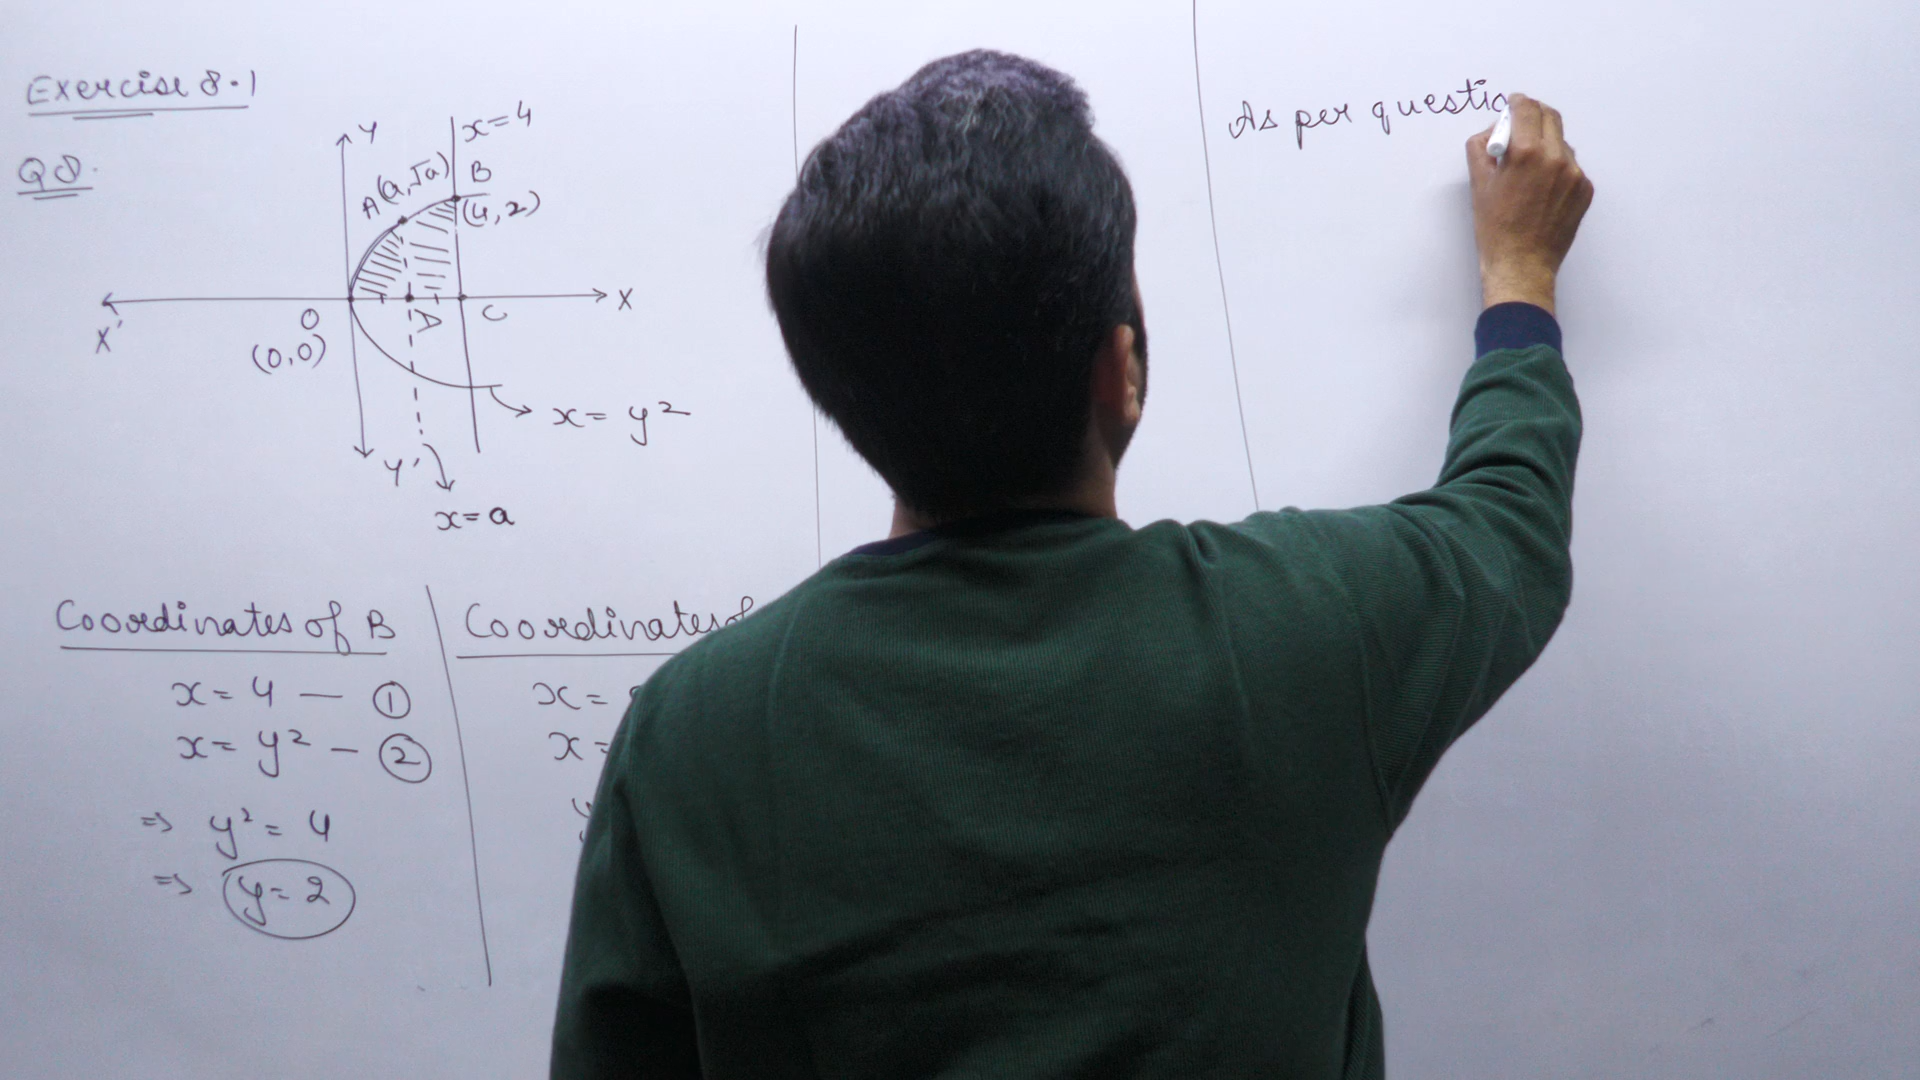 Exercise 8.1
Q8.
Y
x=4
A(a,√a)
B
(4,2)
X'
O
(0,0)
D
C
X
x= y²
Y'
x=a
Coordinates of B
x= 4 — ①
x= y² — ②
⇒ y²= 4
⇒ y= 2
Coordinates of
x=
x=
y
As per questio